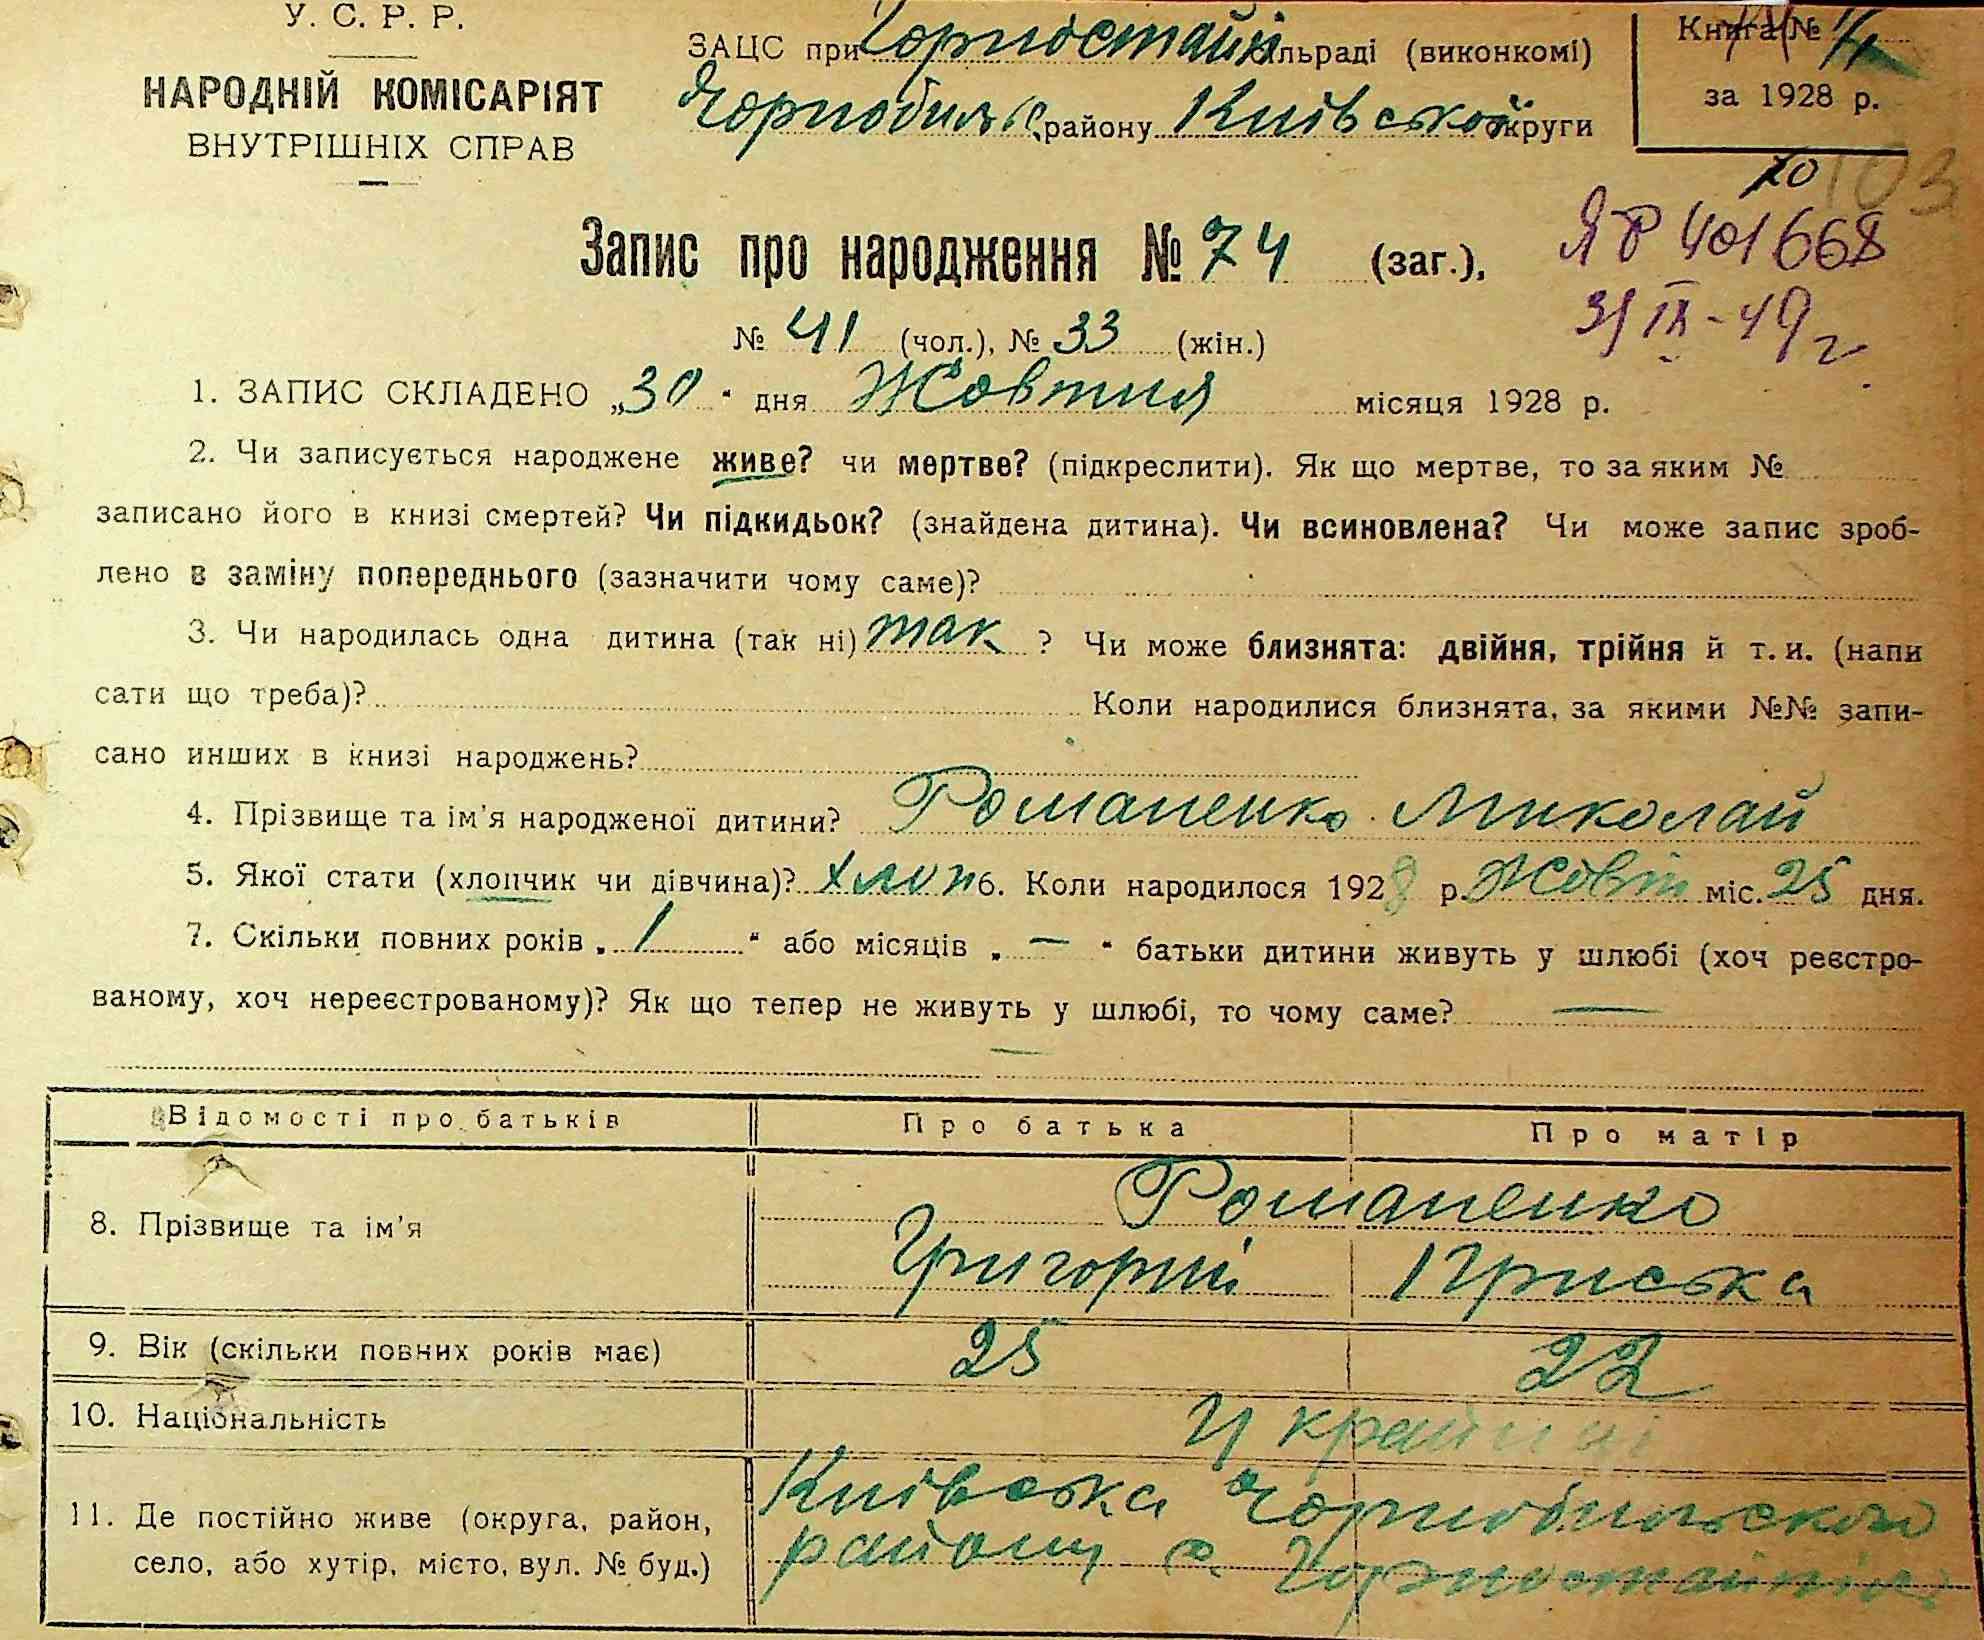 У. С. Р. Р.
НАРОДНІЙ КОМІСАРІЯТ
ВНУТРІШНІХ СПРАВ
ЗАЦС при Горностайп сільраді (виконкомі)
Чорнобильс району Київської округи
Книга №
за 1928 р.
103
Запис про народження № 74 (заг.),
ЯР 401668
№ 41 (чол.), № 33 (жін.)
31 IX - 49 г.
1. ЗАПИС СКЛАДЕНО „30" дня Жовтня місяця 1928 р.
2. Чи записується народжене живе? чи мертве? (підкреслити). Як що мертве, то за яким №
записано його в книзі смертей? Чи підкидьок? (знайдена дитина). Чи всиновлена? Чи може запис зроб-
лено в заміну попереднього (зазначити чому саме)?
3. Чи народилась одна дитина (так ні) так ? Чи може близнята: двійня, трійня й т. и. (напи
сати що треба)? Коли народилися близнята, за якими №№ запи-
сано инших в книзі народжень?
4. Прізвище та ім'я народженої дитини? Романенко Миколай
5. Якої стати (хлопчик чи дівчина)? хлоп 6. Коли народилося 1928 р. Жовт міс. 25 дня.
7. Скільки повних років „ 1 " або місяців „ — " батьки дитини живуть у шлюбі (хоч реєстро-
ваному, хоч нереєстрованому)? Як що тепер не живуть у шлюбі, то чому саме? —
—
Відомості про батьків Про батька Про матір
8. Прізвище та ім'я Романенко
Григорій Пріська
9. Вік (скільки повних років має) 25 22
10. Національність Українці
11. Де постійно живе (округа, район,
село, або хутір, місто, вул. № буд.)
Київська Чорнобильского
району с.